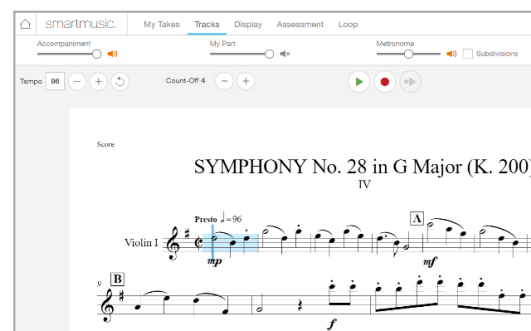 smartmusic. My Takes Tracks Display Assessment Loop
Accompaniment My Part Metronome
Subdivisions
Tempo 96 Count-Off 4
Score
SYMPHONY No. 28 in G Major (K. 200)
IV
Presto ♩=96 A
Violin I
mp mf
9 B
f